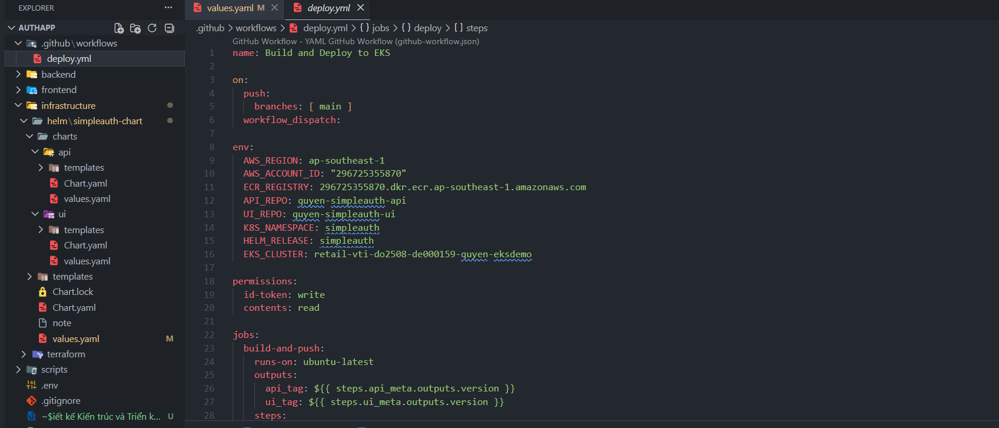 EXPLORER
values.yaml M
deploy.yml
AUTHAPP
.github > workflows > deploy.yml > {} jobs > {} deploy > [ ] steps
.github\workflows
deploy.yml
backend
frontend
infrastructure
helm\simpleauth-chart
charts
api
templates
Chart.yaml
values.yaml
ui
templates
Chart.yaml
values.yaml
templates
Chart.lock
Chart.yaml
note
values.yaml M
terraform
scripts
.env
.gitignore
~$iết kế Kiến trúc và Triển k... U
GitHub Workflow - YAML GitHub Workflow (github-workflow.json)
1 name: Build and Deploy to EKS
2
3 on:
4 push:
5 branches: [ main ]
6 workflow_dispatch:
7
8 env:
9 AWS_REGION: ap-southeast-1
10 AWS_ACCOUNT_ID: "296725355870"
11 ECR_REGISTRY: 296725355870.dkr.ecr.ap-southeast-1.amazonaws.com
12 API_REPO: quyen-simpleauth-api
13 UI_REPO: quyen-simpleauth-ui
14 K8S_NAMESPACE: simpleauth
15 HELM_RELEASE: simpleauth
16 EKS_CLUSTER: retail-vti-do2508-de000159-quyen-eksdemo
17
18 permissions:
19 id-token: write
20 contents: read
21
22 jobs:
23 build-and-push:
24 runs-on: ubuntu-latest
25 outputs:
26 api_tag: ${{ steps.api_meta.outputs.version }}
27 ui_tag: ${{ steps.ui_meta.outputs.version }}
28 steps: